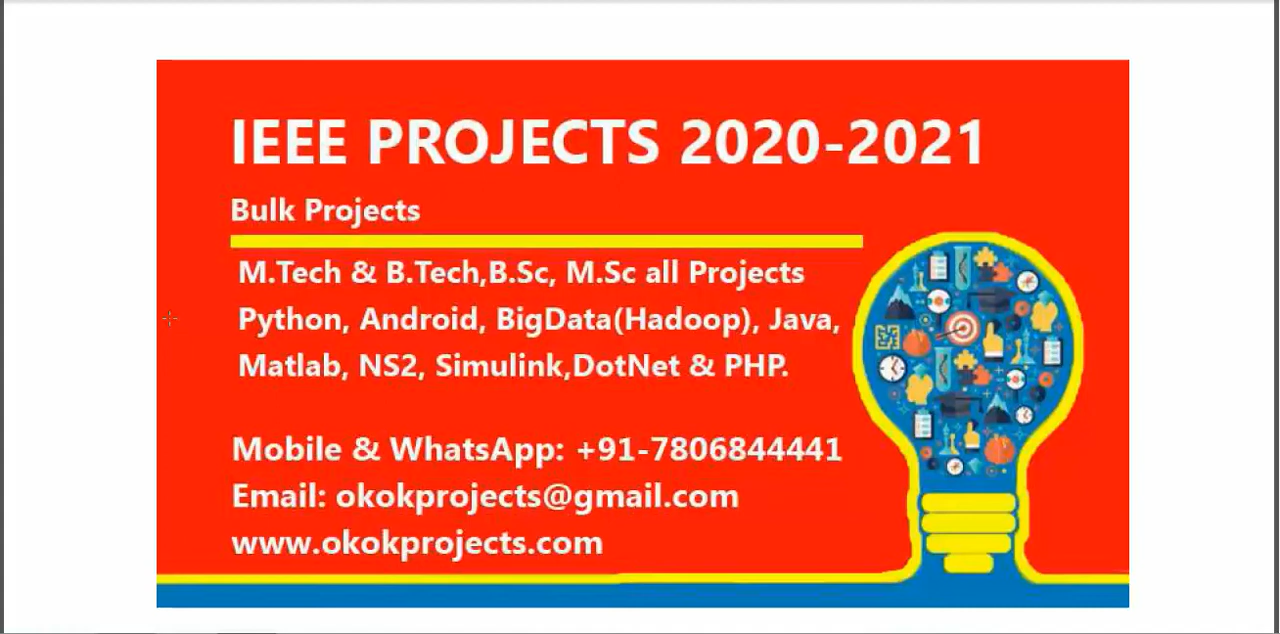 IEEE PROJECTS 2020-2021
Bulk Projects
M.Tech & B.Tech,B.Sc, M.Sc all Projects
Python, Android, BigData(Hadoop), Java,
Matlab, NS2, Simulink,DotNet & PHP.
Mobile & WhatsApp: +91-7806844441
Email: okokprojects@gmail.com
www.okokprojects.com